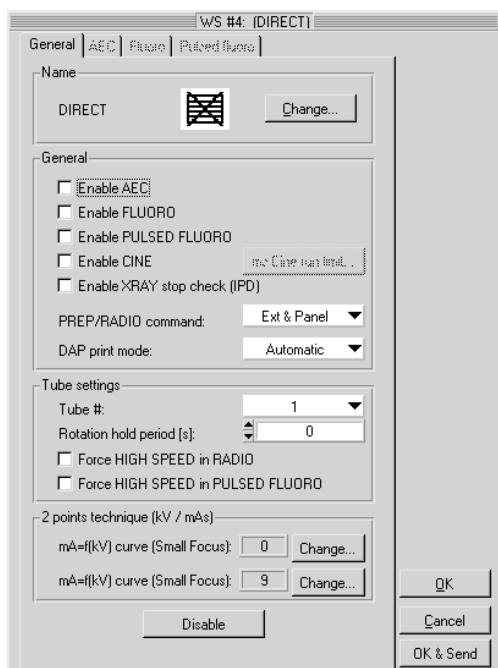 WS #4: (DIRECT)
General AEC Fluoro Pulsed fluoro
Name
DIRECT Change...
General
Enable AEC
Enable FLUORO
Enable PULSED FLUORO
Enable CINE
Cine run limit...
Enable XRAY stop check (IPD)
PREP/RADIO command: Ext & Panel
DAP print mode: Automatic
Tube settings
Tube #: 1
Rotation hold period [s]: 0
Force HIGH SPEED in RADIO
Force HIGH SPEED in PULSED FLUORO
2 points technique (kV / mAs)
mA=f(kV) curve (Small Focus): 0 Change...
mA=f(kV) curve (Small Focus): 9 Change...
Disable
OK
Cancel
OK & Send